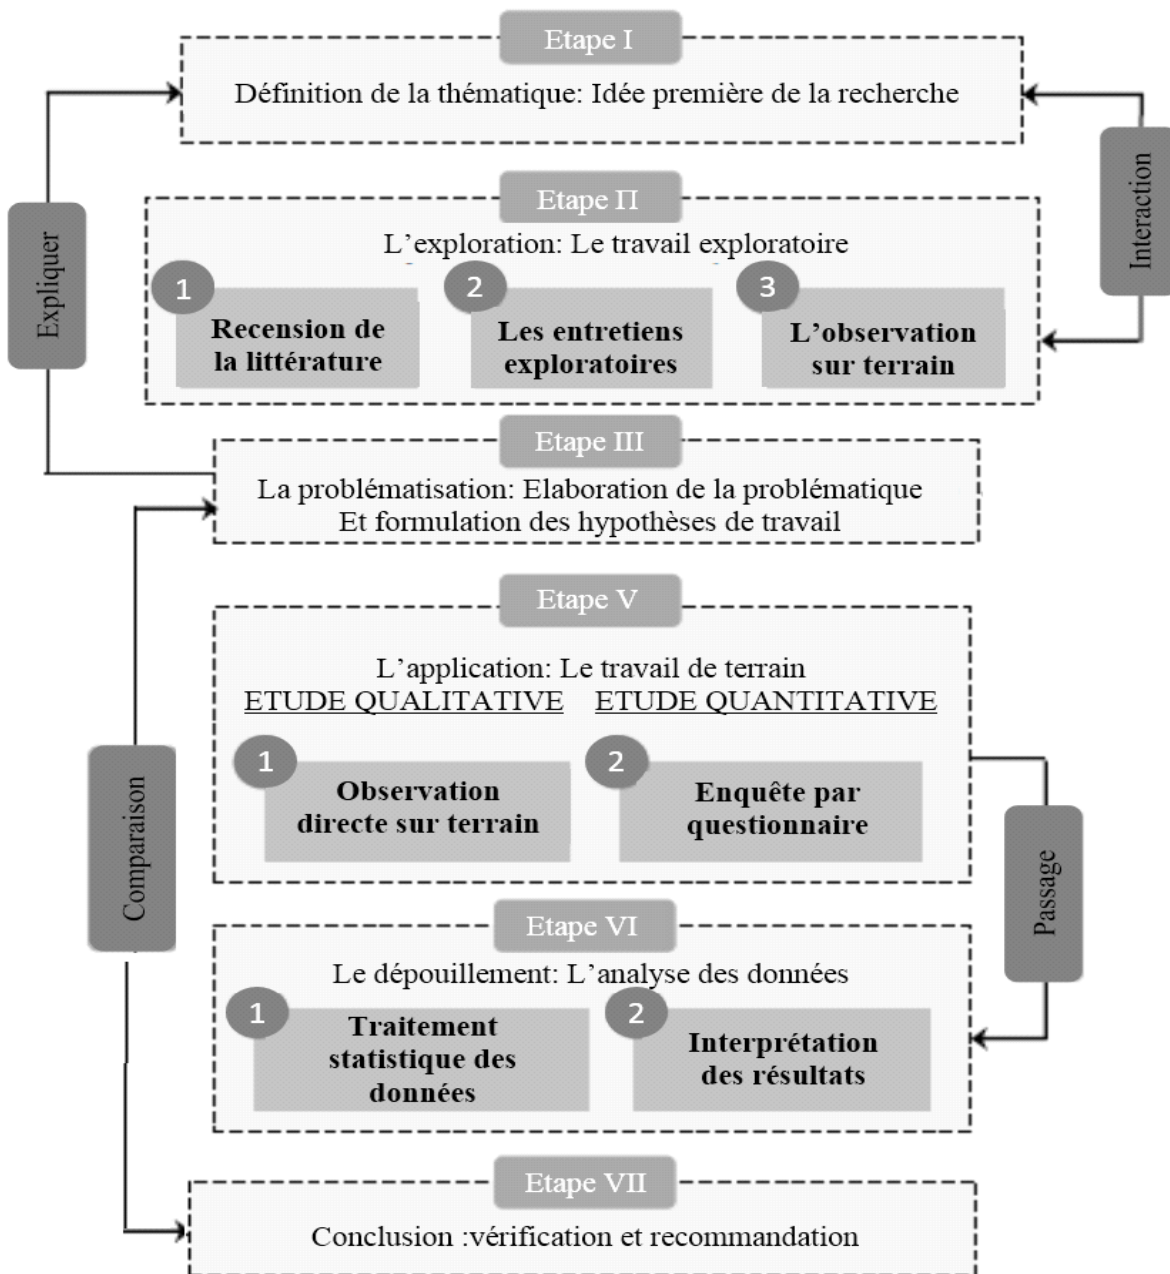 Etape I
Définition de la thématique: Idée première de la recherche
Expliquer
Interaction
Etape Π
L'exploration: Le travail exploratoire
1
Recension de
la littérature
2
Les entretiens
exploratoires
3
L'observation
sur terrain
Etape III
La problématisation: Elaboration de la problématique
Et formulation des hypothèses de travail
Etape V
L'application: Le travail de terrain
ETUDE QUALITATIVE
ETUDE QUANTITATIVE
1
Observation
directe sur terrain
2
Enquête par
questionnaire
Comparaison
Passage
Etape VI
Le dépouillement: L'analyse des données
1
Traitement
statistique des
données
2
Interprétation
des résultats
Etape VII
Conclusion :vérification et recommandation